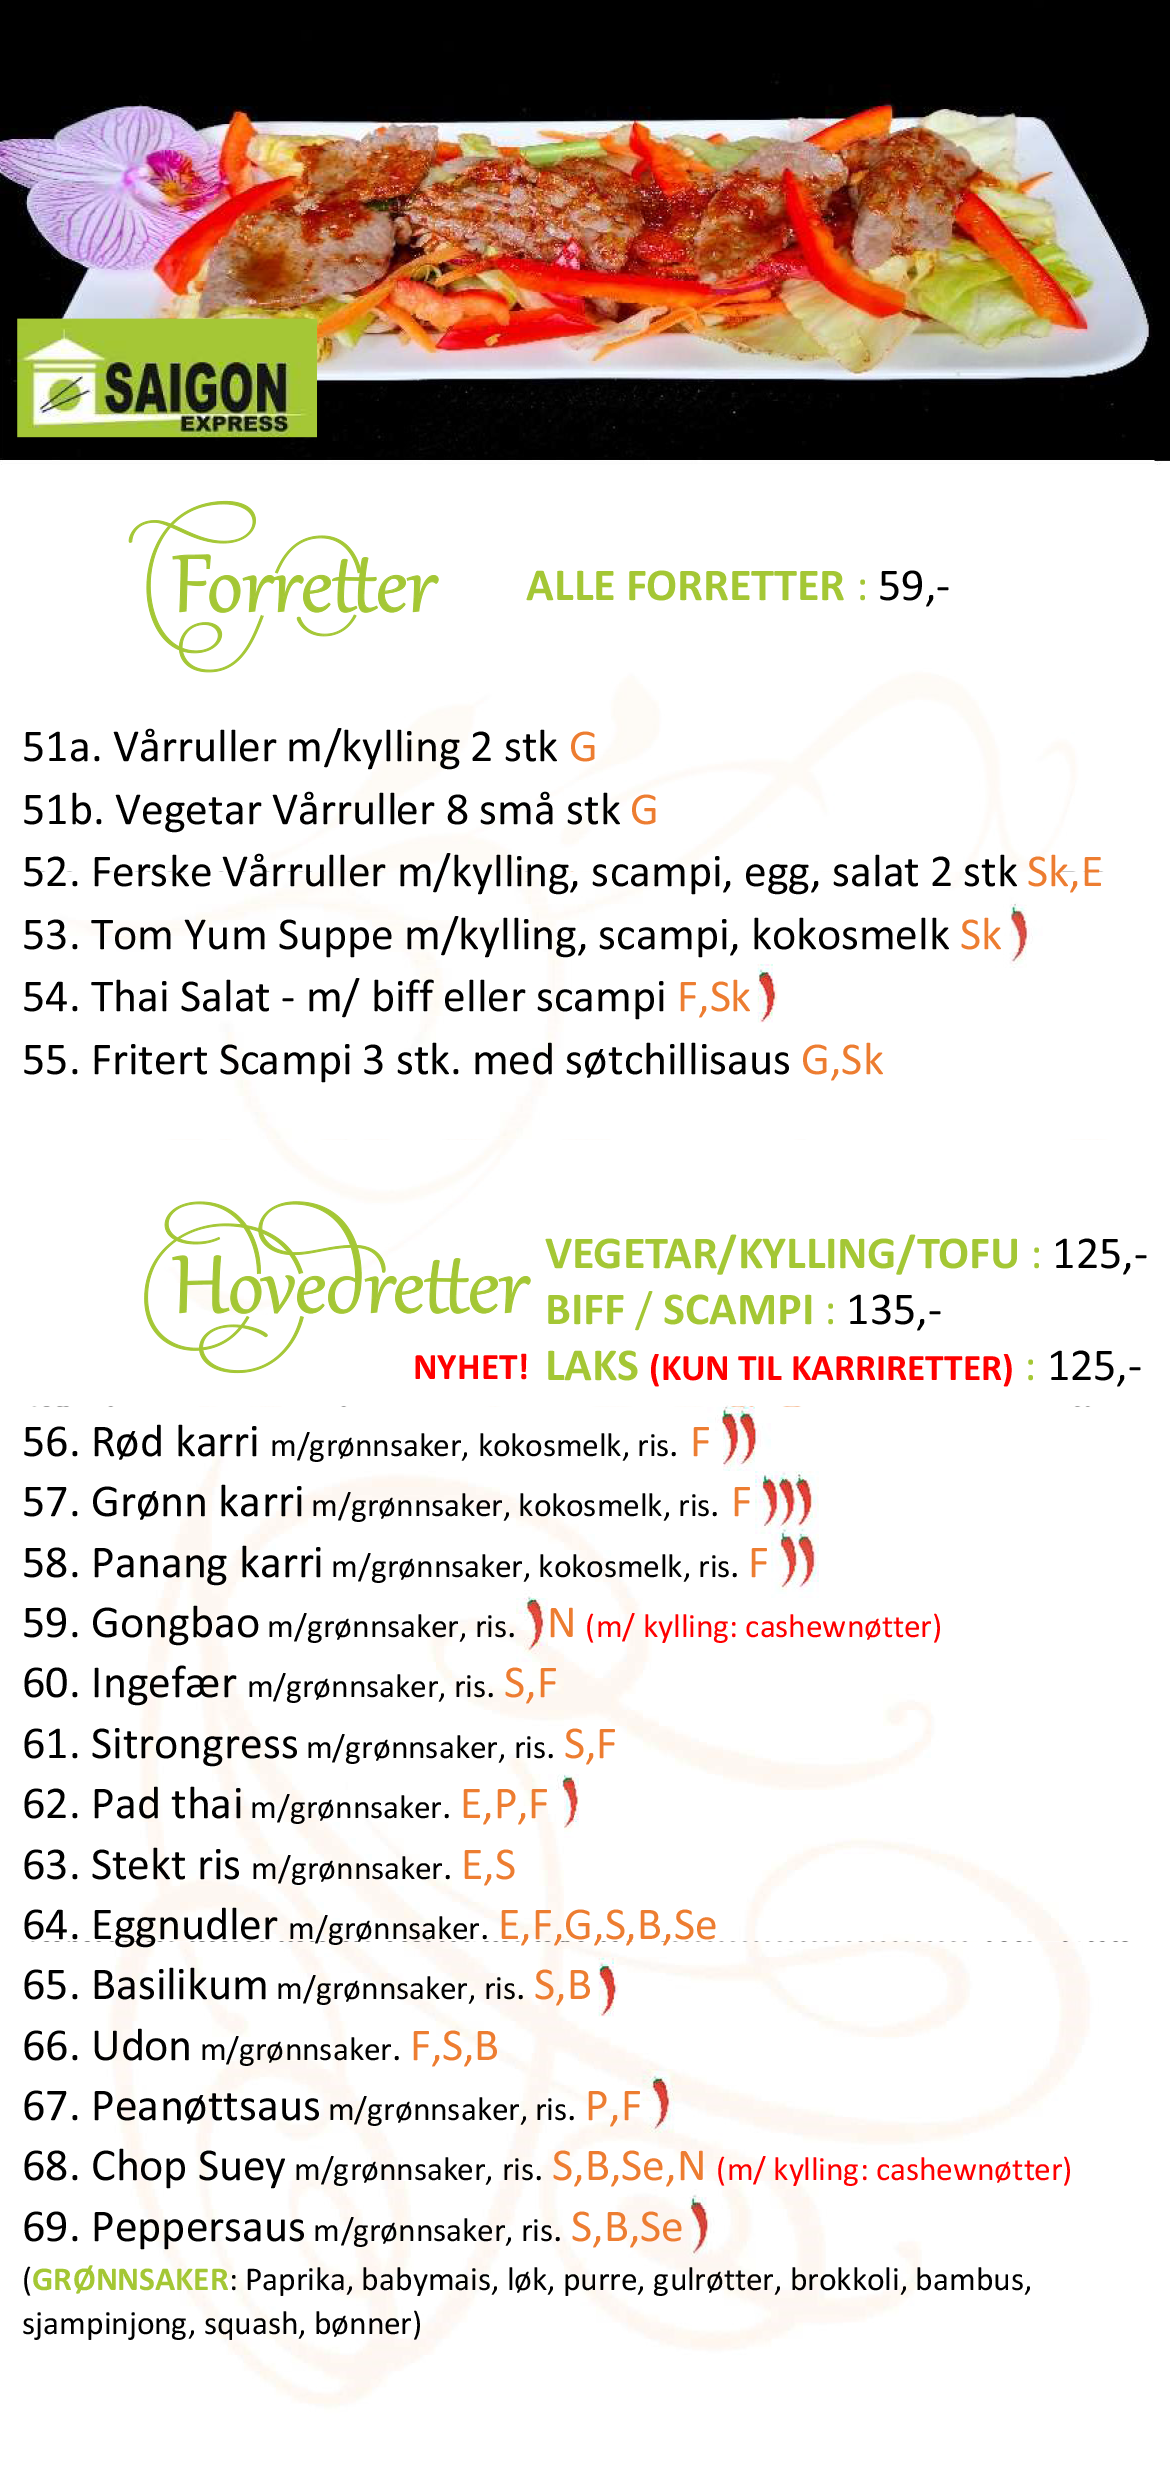 SAIGON
EXPRESS
Forretter
ALLE FORRETTER : 59,-
51a. Vårruller m/kylling 2 stk G
51b. Vegetar Vårruller 8 små stk G
52. Ferske Vårruller m/kylling, scampi, egg, salat 2 stk Sk,E
53. Tom Yum Suppe m/kylling, scampi, kokosmelk Sk
54. Thai Salat - m/ biff eller scampi F,Sk
55. Fritert Scampi 3 stk. med søtchillisaus G,Sk
Hovedretter
VEGETAR/KYLLING/TOFU : 125,-
BIFF / SCAMPI : 135,-
NYHET! LAKS (KUN TIL KARRIRETTER) : 125,-
56. Rød karri m/grønnsaker, kokosmelk, ris. F
57. Grønn karri m/grønnsaker, kokosmelk, ris. F
58. Panang karri m/grønnsaker, kokosmelk, ris. F
59. Gongbao m/grønnsaker, ris. N (m/ kylling: cashewnøtter)
60. Ingefær m/grønnsaker, ris. S,F
61. Sitrongress m/grønnsaker, ris. S,F
62. Pad thai m/grønnsaker. E,P,F
63. Stekt ris m/grønnsaker. E,S
64. Eggnudler m/grønnsaker. E,F,G,S,B,Se
65. Basilikum m/grønnsaker, ris. S,B
66. Udon m/grønnsaker. F,S,B
67. Peanøttsaus m/grønnsaker, ris. P,F
68. Chop Suey m/grønnsaker, ris. S,B,Se,N (m/ kylling: cashewnøtter)
69. Peppersaus m/grønnsaker, ris. S,B,Se
(GRØNNSAKER: Paprika, babymais, løk, purre, gulrøtter, brokkoli, bambus,
sjampinjong, squash, bønner)